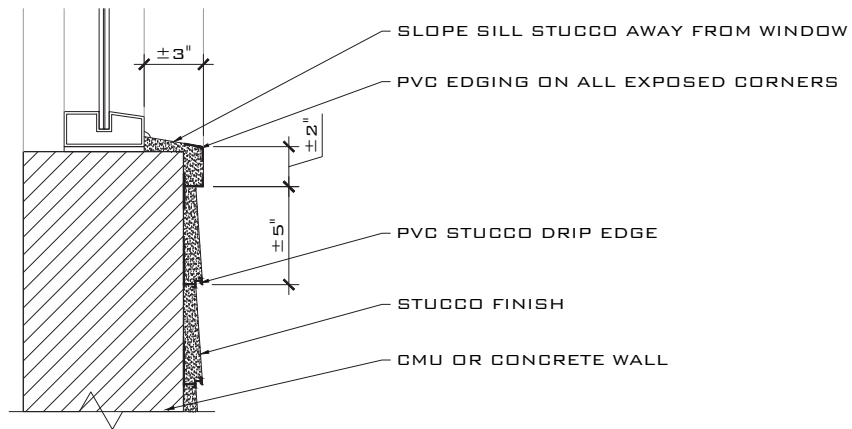 SLOPE SILL STUCCO AWAY FROM WINDOW
±3"
PVC EDGING ON ALL EXPOSED CORNERS
±2"
±5"
PVC STUCCO DRIP EDGE
STUCCO FINISH
CMU OR CONCRETE WALL